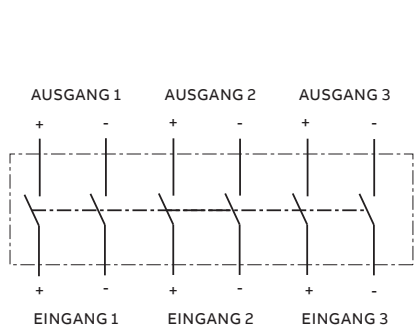 AUSGANG 1 AUSGANG 2 AUSGANG 3
+ - + - + -
+ - + - + -
EINGANG 1 EINGANG 2 EINGANG 3